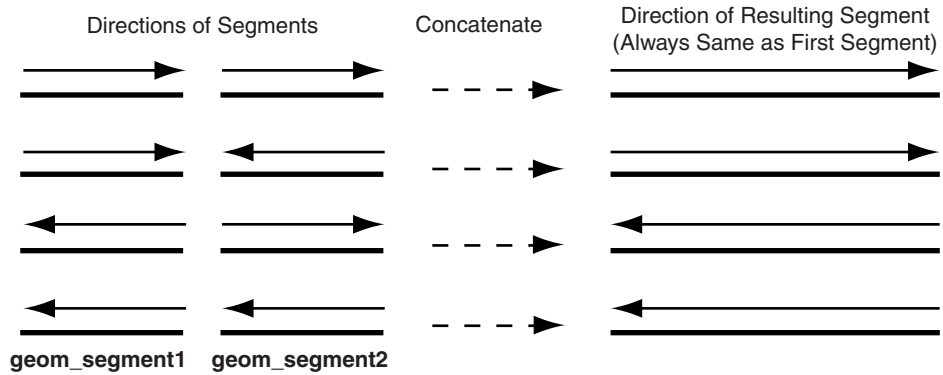 Directions of Segments
Concatenate
Direction of Resulting Segment
(Always Same as First Segment)
geom_segment1
geom_segment2